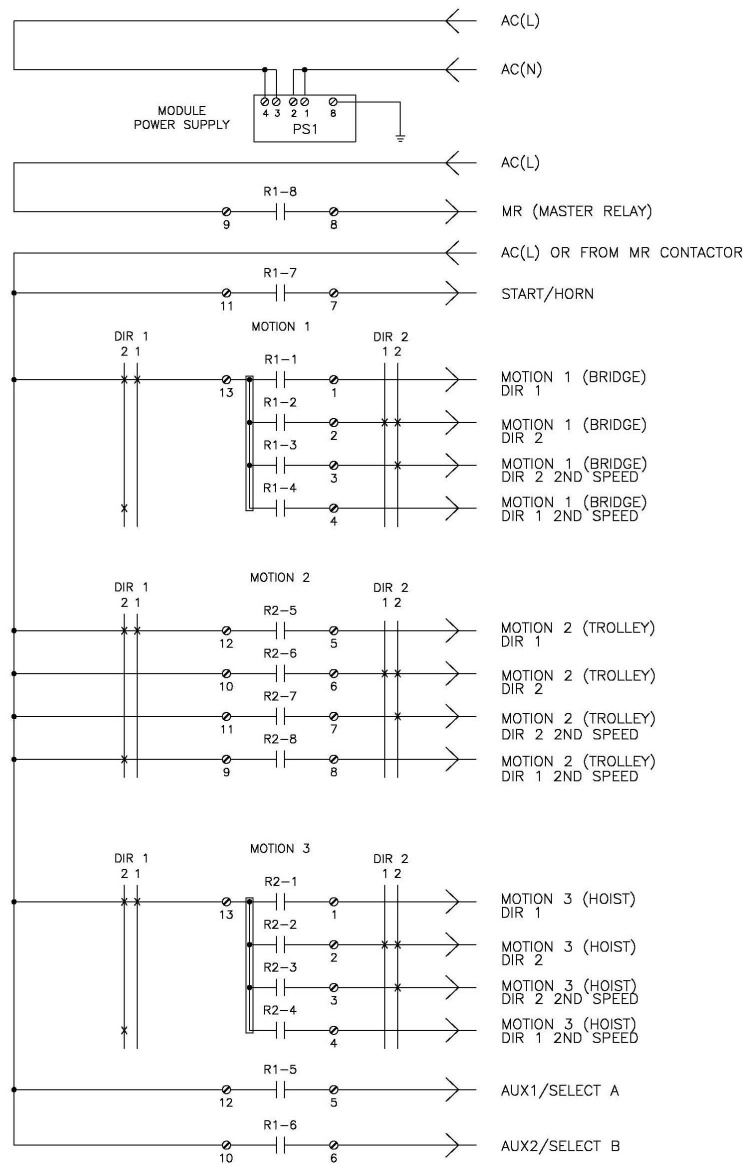 AC(L)
AC(N)
MODULE
POWER SUPPLY
4 3 2 1 6
PS1
AC(L)
R1-8
9 8
MR (MASTER RELAY)
AC(L) OR FROM MR CONTACTOR
R1-7
11 7
START/HORN
MOTION 1
DIR 1
2 1
DIR 2
1 2
R1-1
13 1
MOTION 1 (BRIDGE)
DIR 1
R1-2
2
MOTION 1 (BRIDGE)
DIR 2
R1-3
3
MOTION 1 (BRIDGE)
DIR 2 2ND SPEED
R1-4
4
MOTION 1 (BRIDGE)
DIR 1 2ND SPEED
MOTION 2
DIR 1
2 1
DIR 2
1 2
R2-5
12 5
MOTION 2 (TROLLEY)
DIR 1
R2-6
10 6
MOTION 2 (TROLLEY)
DIR 2
R2-7
11 7
MOTION 2 (TROLLEY)
DIR 2 2ND SPEED
R2-8
9 8
MOTION 2 (TROLLEY)
DIR 1 2ND SPEED
MOTION 3
DIR 1
2 1
DIR 2
1 2
R2-1
13 1
MOTION 3 (HOIST)
DIR 1
R2-2
2
MOTION 3 (HOIST)
DIR 2
R2-3
3
MOTION 3 (HOIST)
DIR 2 2ND SPEED
R2-4
4
MOTION 3 (HOIST)
DIR 1 2ND SPEED
R1-5
12 5
AUX1/SELECT A
R1-6
10 6
AUX2/SELECT B